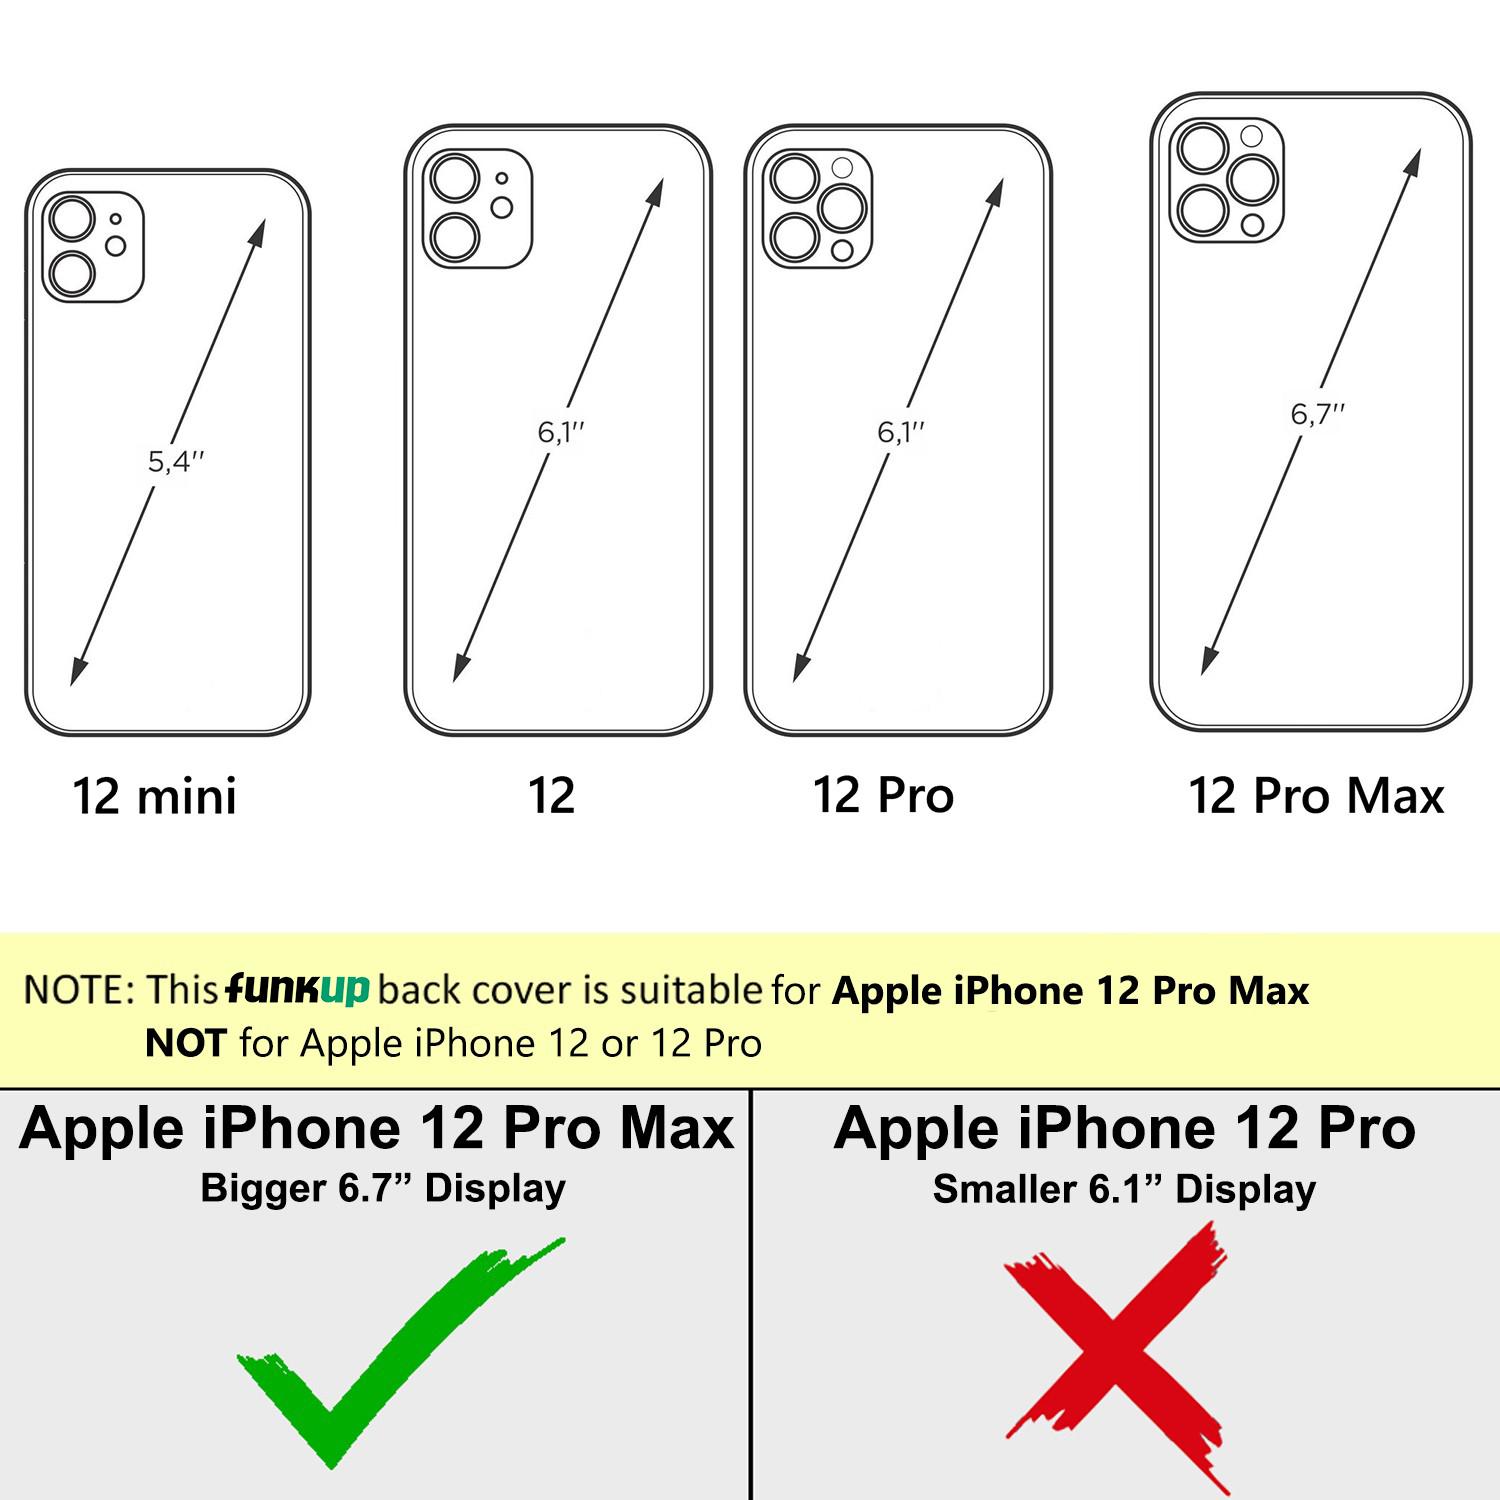 5,4''
6,1''
6,1''
6,7''
12 mini
12
12 Pro
12 Pro Max
NOTE: This funkup back cover is suitable for Apple iPhone 12 Pro Max
NOT for Apple iPhone 12 or 12 Pro
Apple iPhone 12 Pro Max
Bigger 6.7” Display
Apple iPhone 12 Pro
Smaller 6.1” Display